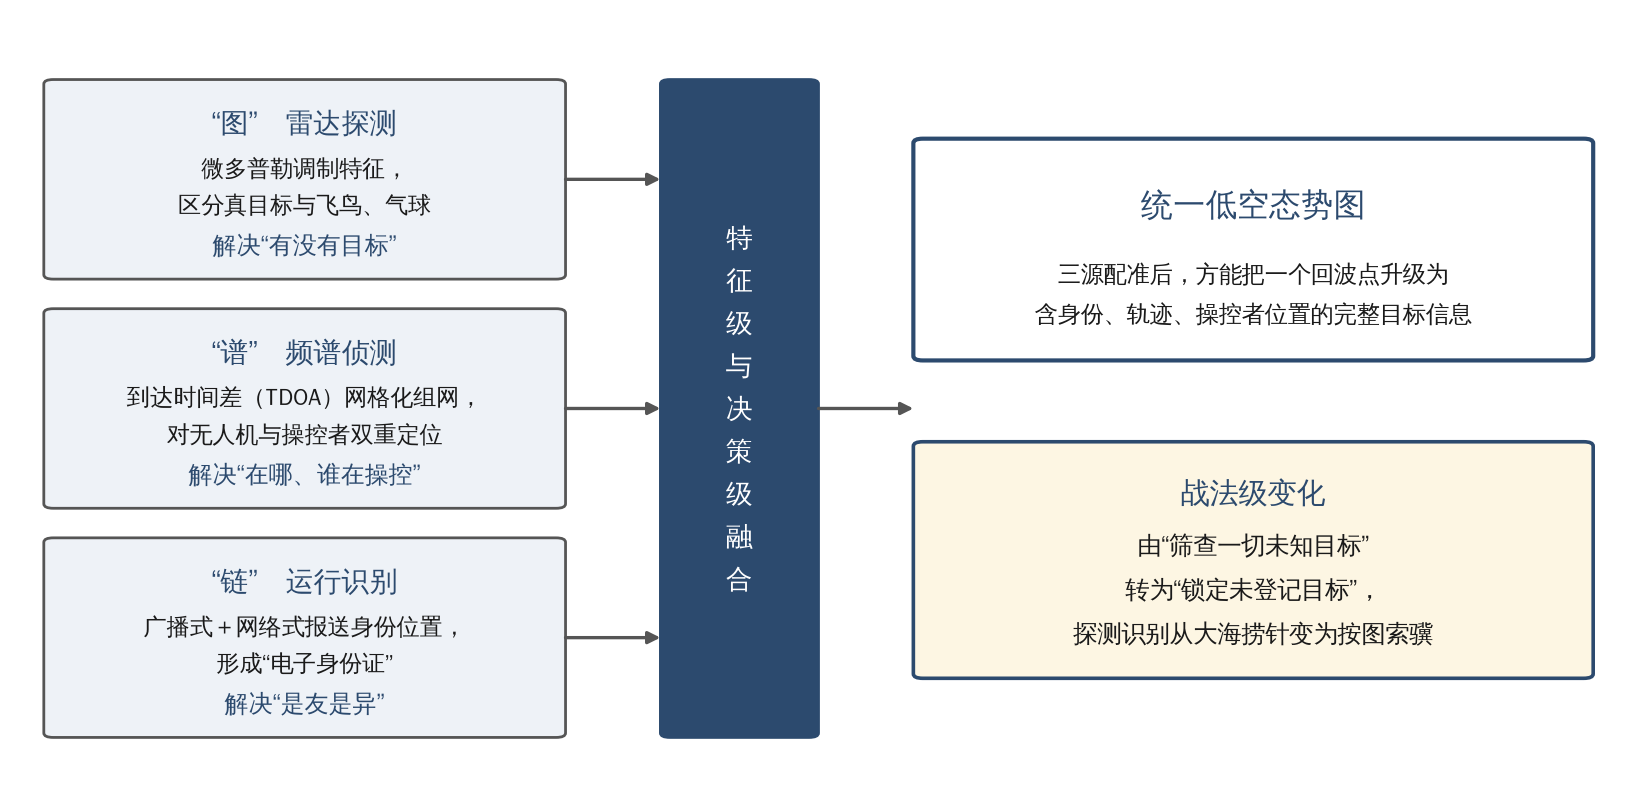 “图”　雷达探测
微多普勒调制特征，
区分真目标与飞鸟、气球
解决“有没有目标”
“谱”　频谱侦测
到达时间差（TDOA）网格化组网，
对无人机与操控者双重定位
解决“在哪、谁在操控”
“链”　运行识别
广播式＋网络式报送身份位置，
形成“电子身份证”
解决“是友是异”
特征级与决策级融合
统一低空态势图
三源配准后，方能把一个回波点升级为
含身份、轨迹、操控者位置的完整目标信息
战法级变化
由“筛查一切未知目标”
转为“锁定未登记目标”，
探测识别从大海捞针变为按图索骥